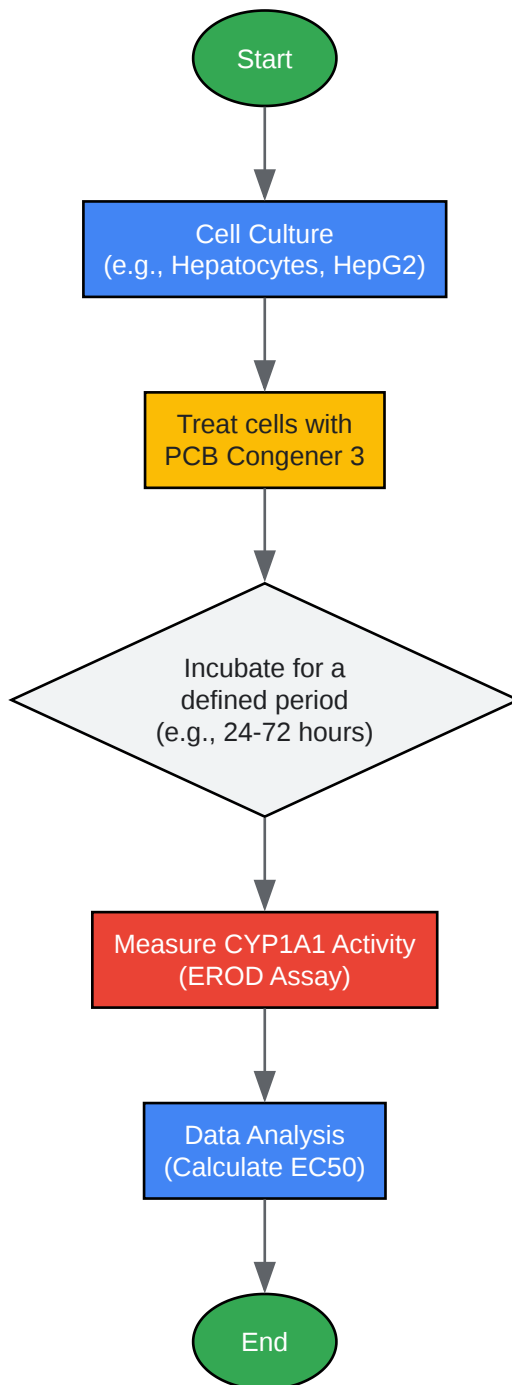 Start
Cell Culture
(e.g., Hepatocytes, HepG2)
Treat cells with
PCB Congener 3
Incubate for a
defined period
(e.g., 24-72 hours)
Measure CYP1A1 Activity
(EROD Assay)
Data Analysis
(Calculate EC50)
End